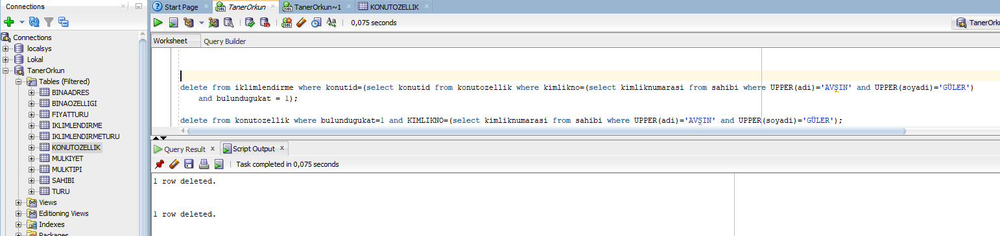 Connections
Start Page
TanerOrkun
TanerOrkun~1
KONUTOZELLIK
0,075 seconds
Worksheet
Query Builder
Connections
localsys
Lokal
TanerOrkun
Tables (Filtered)
BINAADRES
BINAOZELLIGI
FIYATTURU
IKLIMLENDIRME
IKLIMLENDIRMETURU
KONUTOZELLIK
MULKIYET
MULKTIPI
SAHIBI
TURU
Views
Editioning Views
Indexes
Packages
delete from iklimlendirme where konutid=(select konutid from konutozellik where kimlikno=(select kimliknumarasi from sahibi where UPPER(adi)='AVŞIN' and UPPER(soyadi)='GÜLER')
and bulundugukat = 1);
delete from konutozellik where bulundugukat=1 and KIMLIKNO=(select kimliknumarasi from sahibi where UPPER(adi)='AVŞIN' and UPPER(soyadi)='GÜLER');
Query Result x
Script Output x
Task completed in 0,075 seconds
1 row deleted.
1 row deleted.